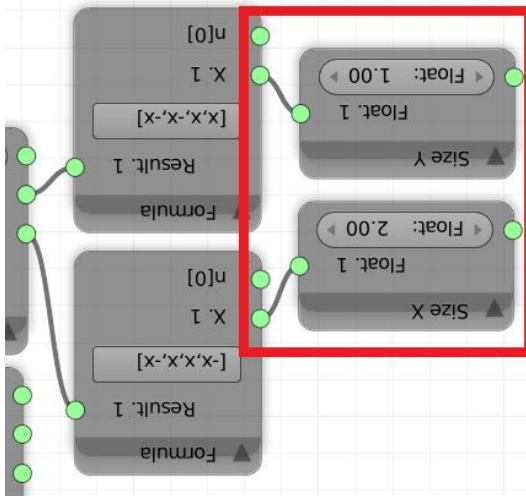 Size X
Float. 1
Float: 2.00
Formula
Result. 1
[-x,x,x,-x]
X. 1
n[0]
Size Y
Float. 1
Float: 1.00
Formula
Result. 1
[x,x,-x,-x]
X. 1
n[0]